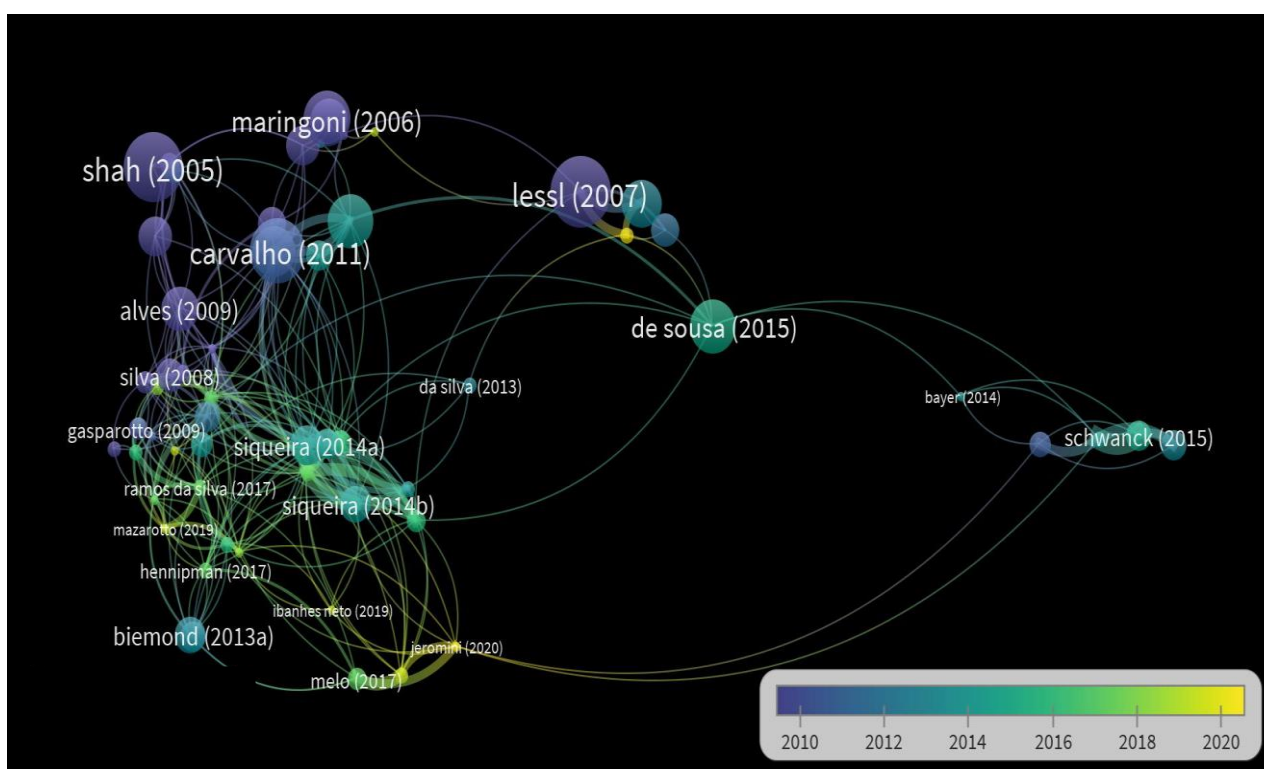 maringoni (2006)
shah (2005)
lessl (2007)
carvalho (2011)
alves (2009)
de sousa (2015)
silva (2008)
da silva (2013)
bayer (2014)
gasparotto (2009)
schwanck (2015)
siqueira (2014a)
ramos da silva (2017)
siqueira (2014b)
mazarotto (2019)
hennipman (2017)
ibanhes neto (2019)
biemond (2013a)
jeromini (2020)
melo (2017)
2010 2012 2014 2016 2018 2020